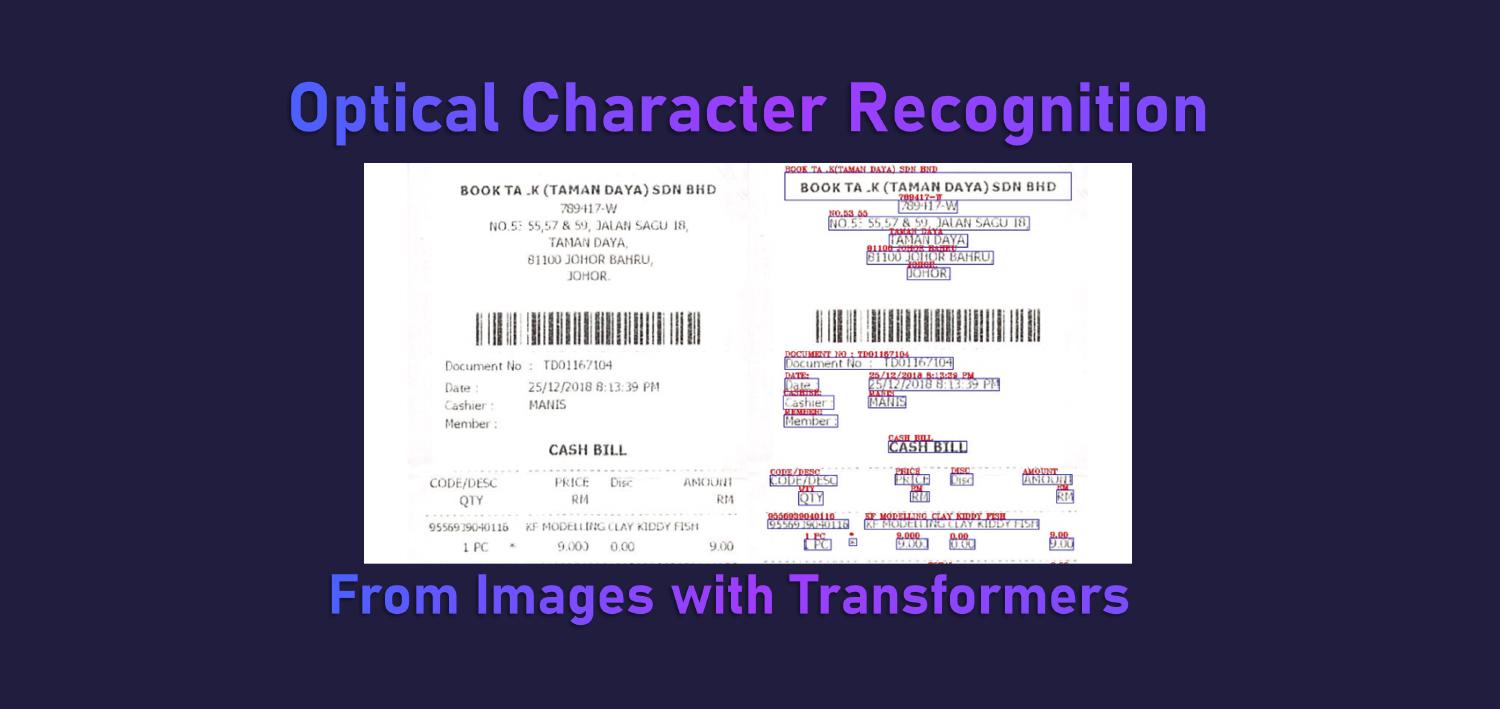 Optical Character Recognition
BOOK TA .K (TAMAN DAYA) SDN BHD
789417-W
NO.53 55,57 & 59, JALAN SAGU 18,
TAMAN DAYA,
81100 JOHOR BAHRU,
JOHOR.
Document No : TD01167104
Date : 25/12/2018 8:13:39 PM
Cashier : MANIS
Member :
CASH BILL
CODE/DESC PRICE Disc AMOUNT
QTY RM RM
9556939040116 KF MODELLING CLAY KIDDY FISH
1 PC * 9.000 0.00 9.00
BOOK TA .K(TAMAN DAYA) SDN BND
BOOK TA .K (TAMAN DAYA) SDN BHD
789417-W
789417-W
NO.53 55
NO.53 55,57 & 59, JALAN SAGU 18,
TAMAN DAYA
TAMAN DAYA,
81100 JOHOR BAHRU
81100 JOHOR BAHRU,
JOHOR.
JOHOR.
DOCUMENT NO : TD01167104
Document No : TD01167104
DATE: 25/12/2018 8:13:39 PM
Date : 25/12/2018 8:13:39 PM
Cashier : MANIS
MEMBER:
Member :
CASH BILL
CASH BILL
CODE/DESC PRICE DISC AMOUNT
CODE/DESC PRICE Disc AMOUNT
QTY RM RM
QTY RM RM
9556939040116 KF MODELLING CLAY KIDDY FISH
9556939040116 KF MODELLING CLAY KIDDY FISH
1 PC * 9.000 0.00 9.00
1 PC * 9.000 0.00 9.00
From Images with Transformers